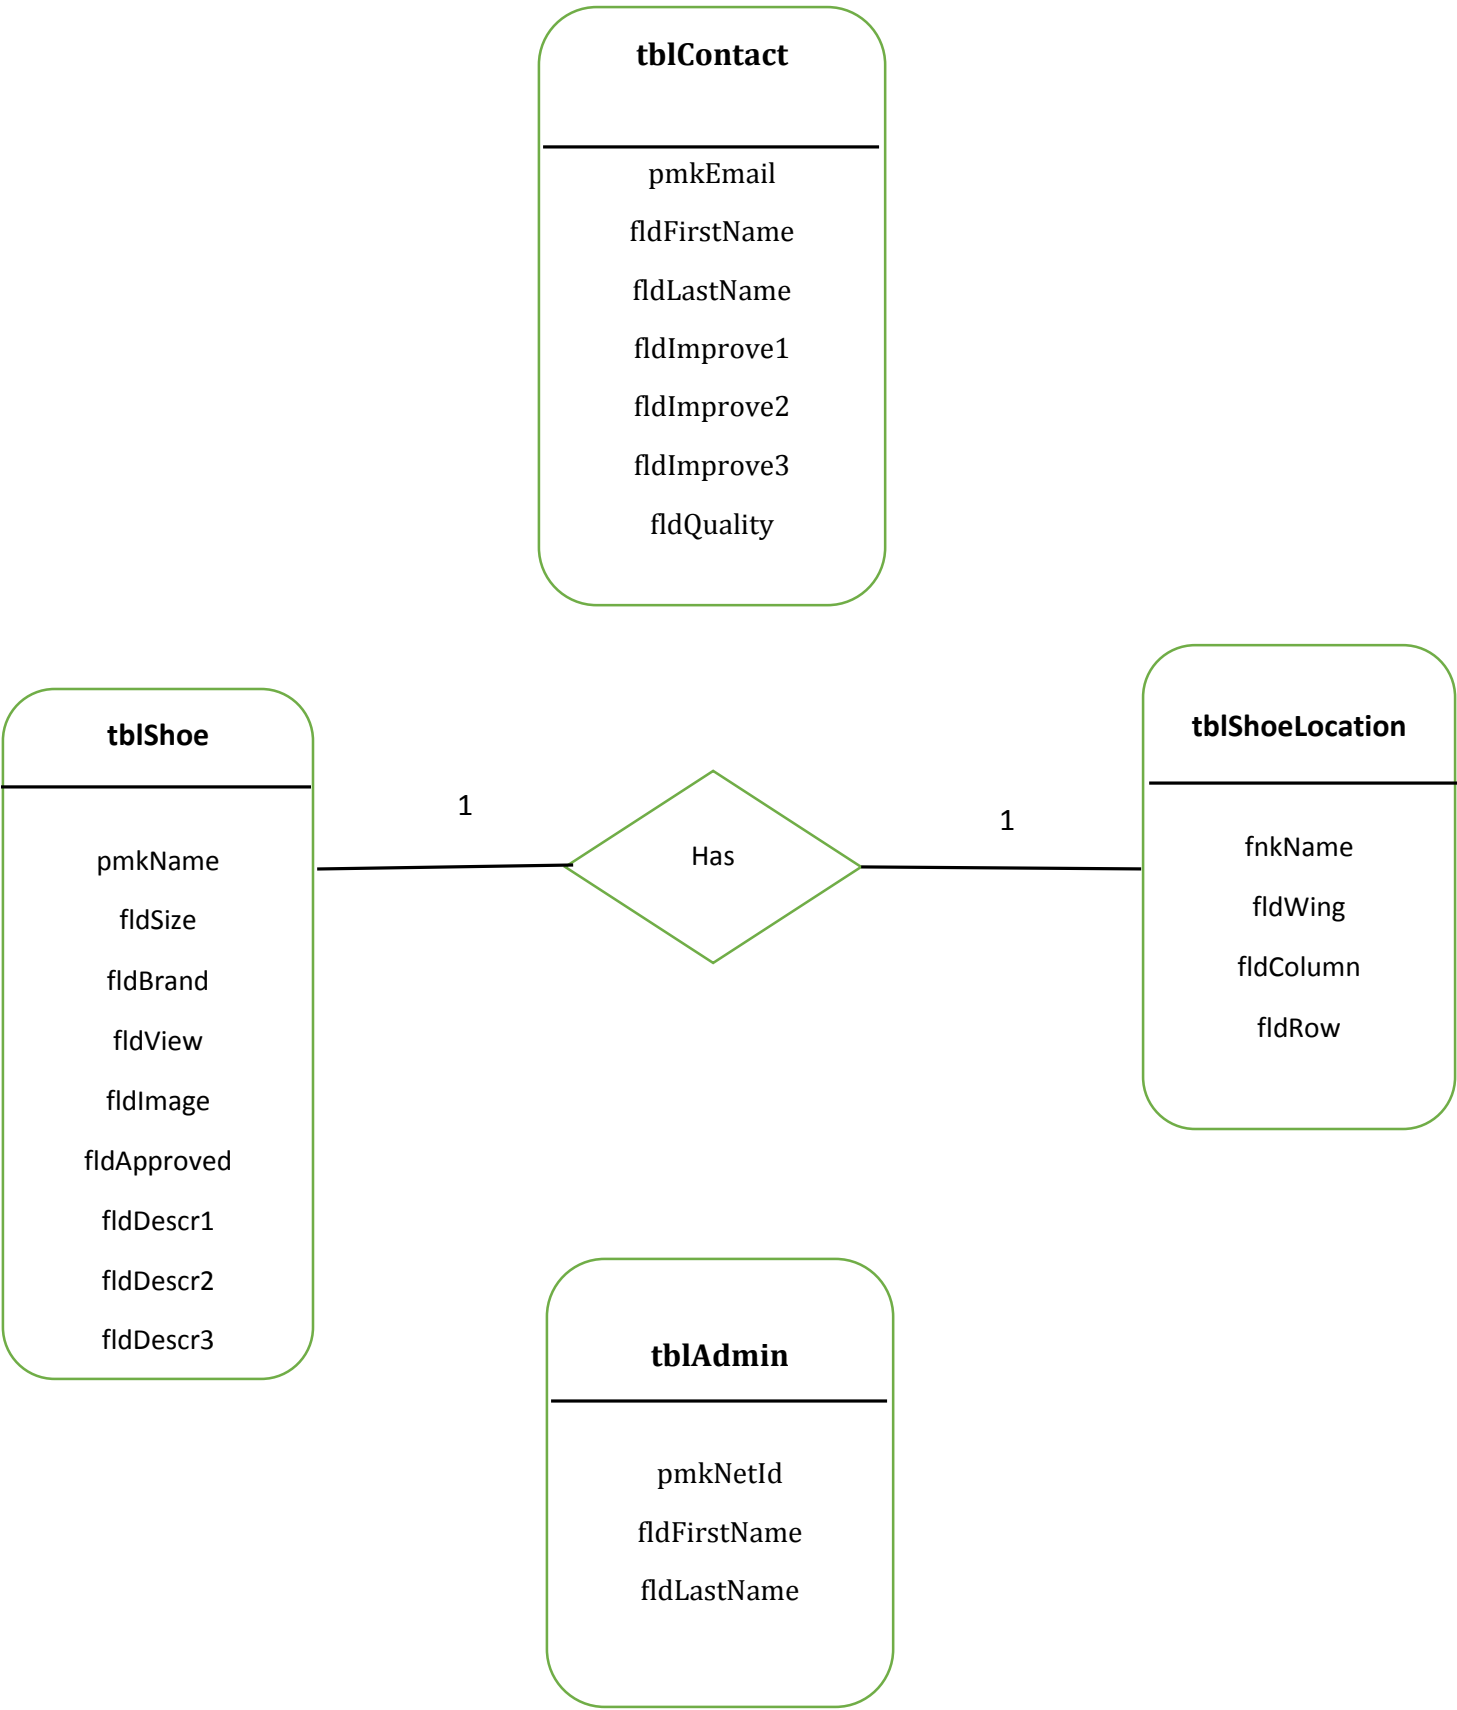 tblContact
pmkEmail
fldFirstName
fldLastName
fldImprove1
fldImprove2
fldImprove3
fldQuality
tblShoe
pmkName
fldSize
fldBrand
fldView
fldImage
fldApproved
fldDescr1
fldDescr2
fldDescr3
1
Has
1
tblShoeLocation
fnkName
fldWing
fldColumn
fldRow
tblAdmin
pmkNetId
fldFirstName
fldLastName